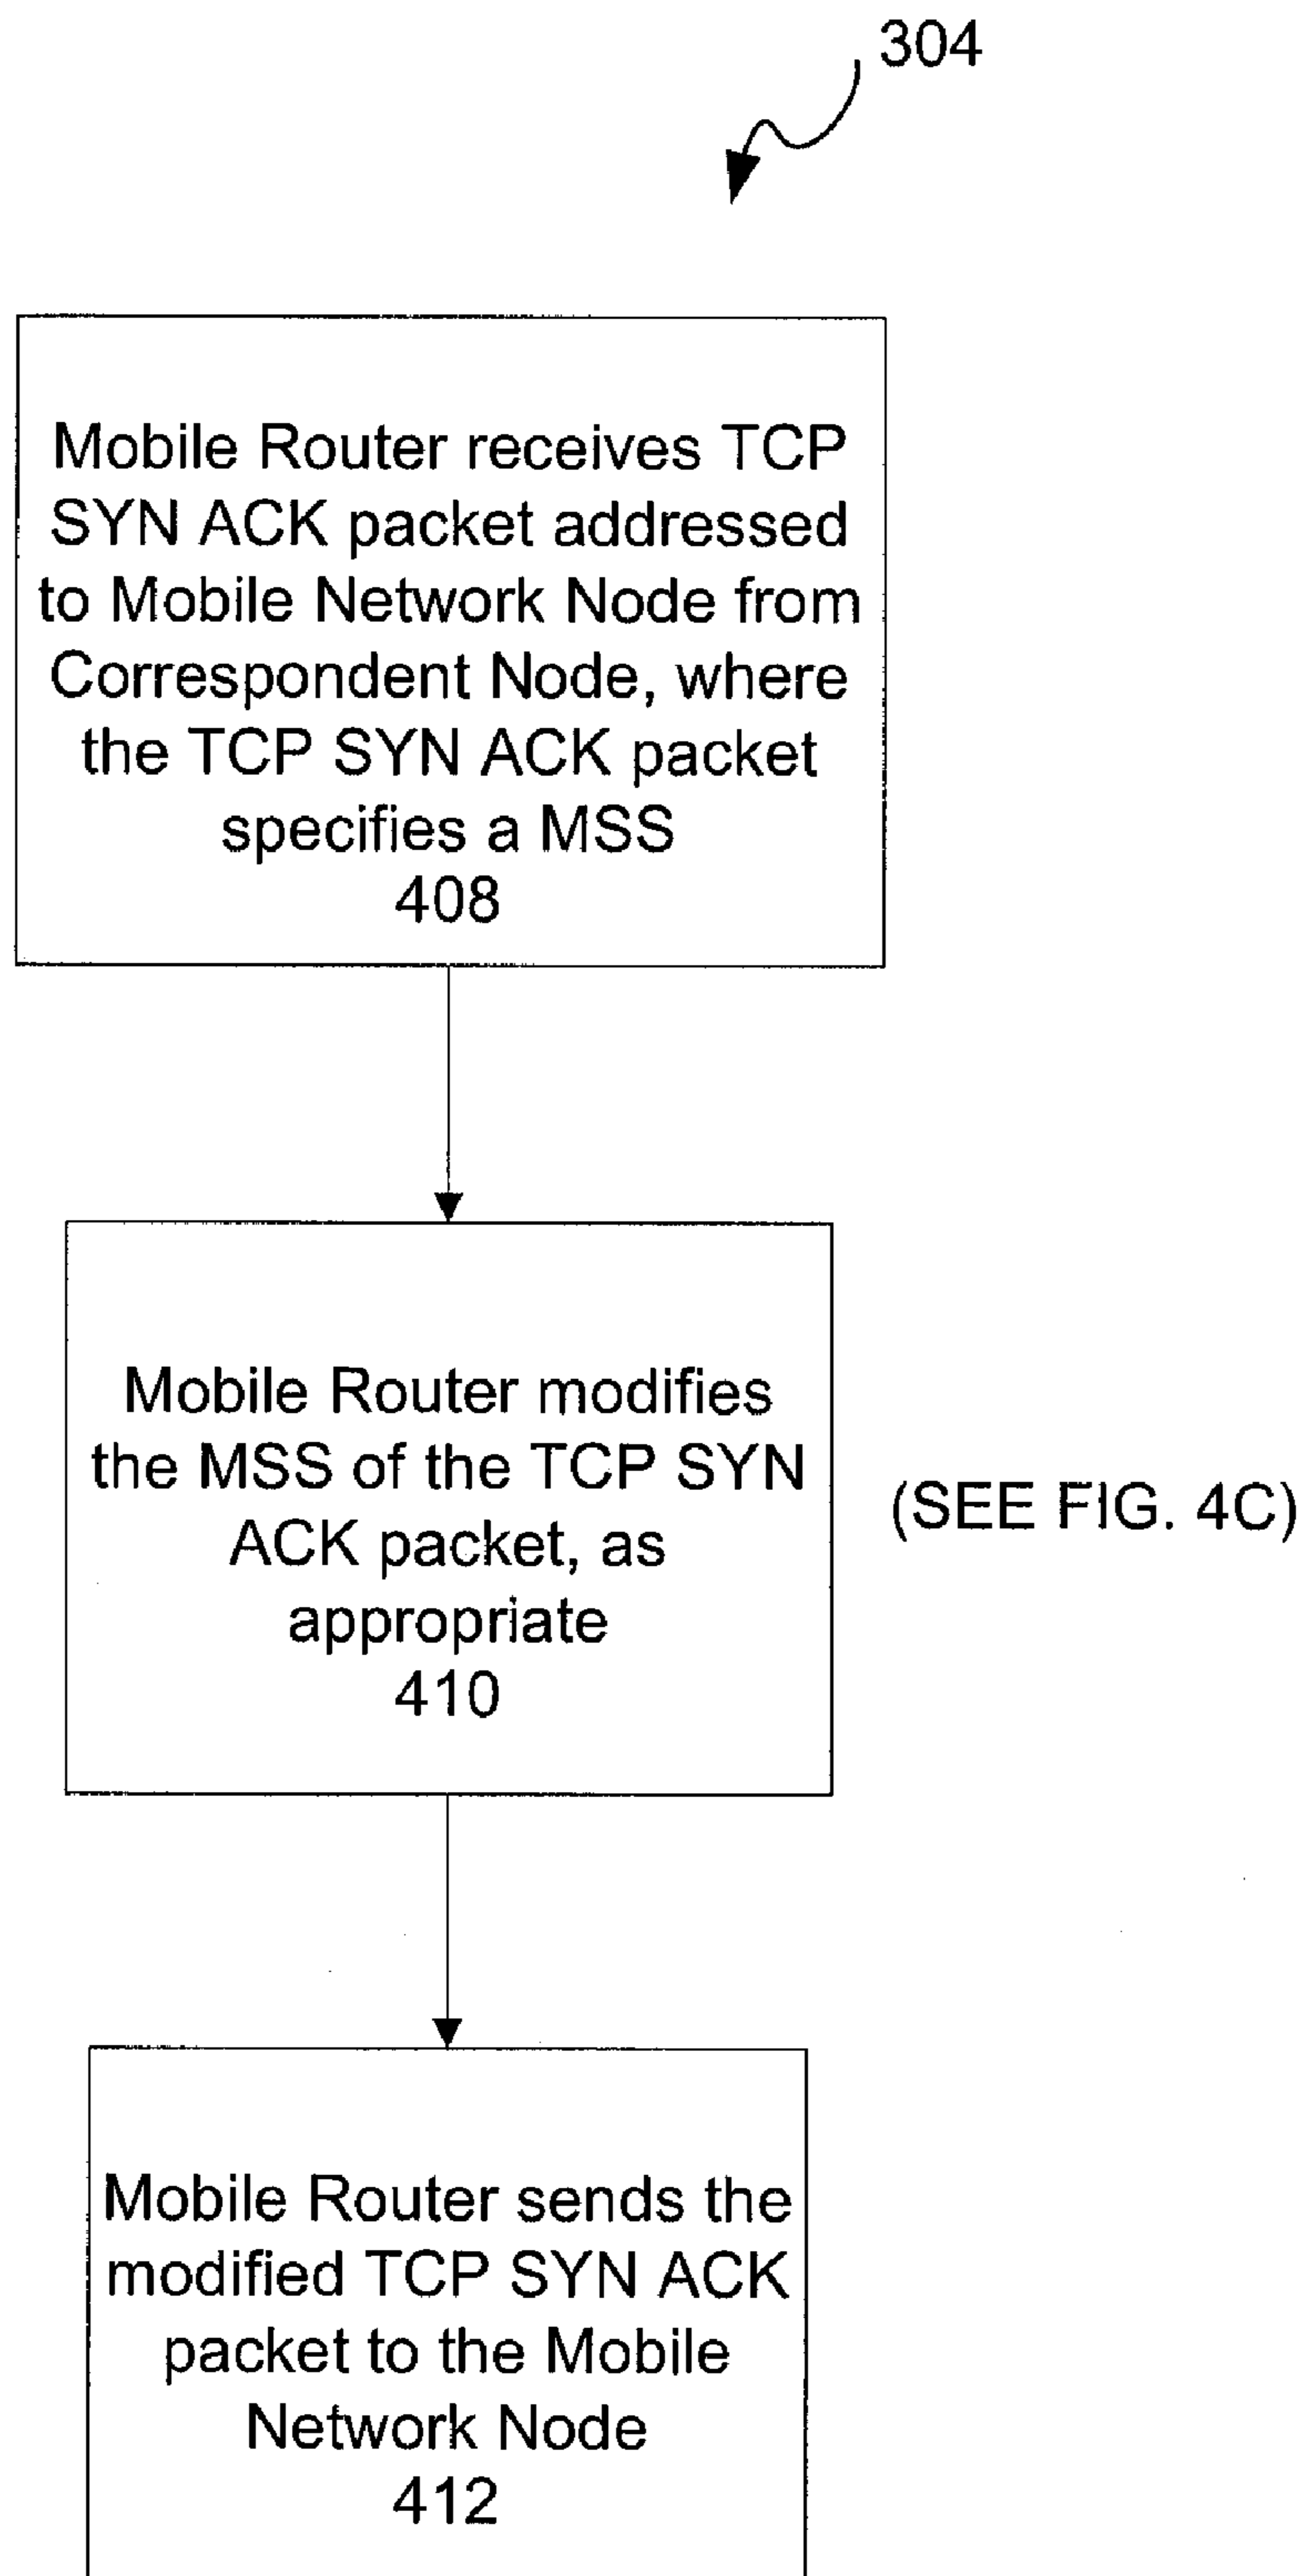 304
Mobile Router receives TCP
SYN ACK packet addressed
to Mobile Network Node from
Correspondent Node, where
the TCP SYN ACK packet
specifies a MSS
408
Mobile Router modifies
the MSS of the TCP SYN
ACK packet, as
appropriate
410
(SEE FIG. 4C)
Mobile Router sends the
modified TCP SYN ACK
packet to the Mobile
Network Node
412